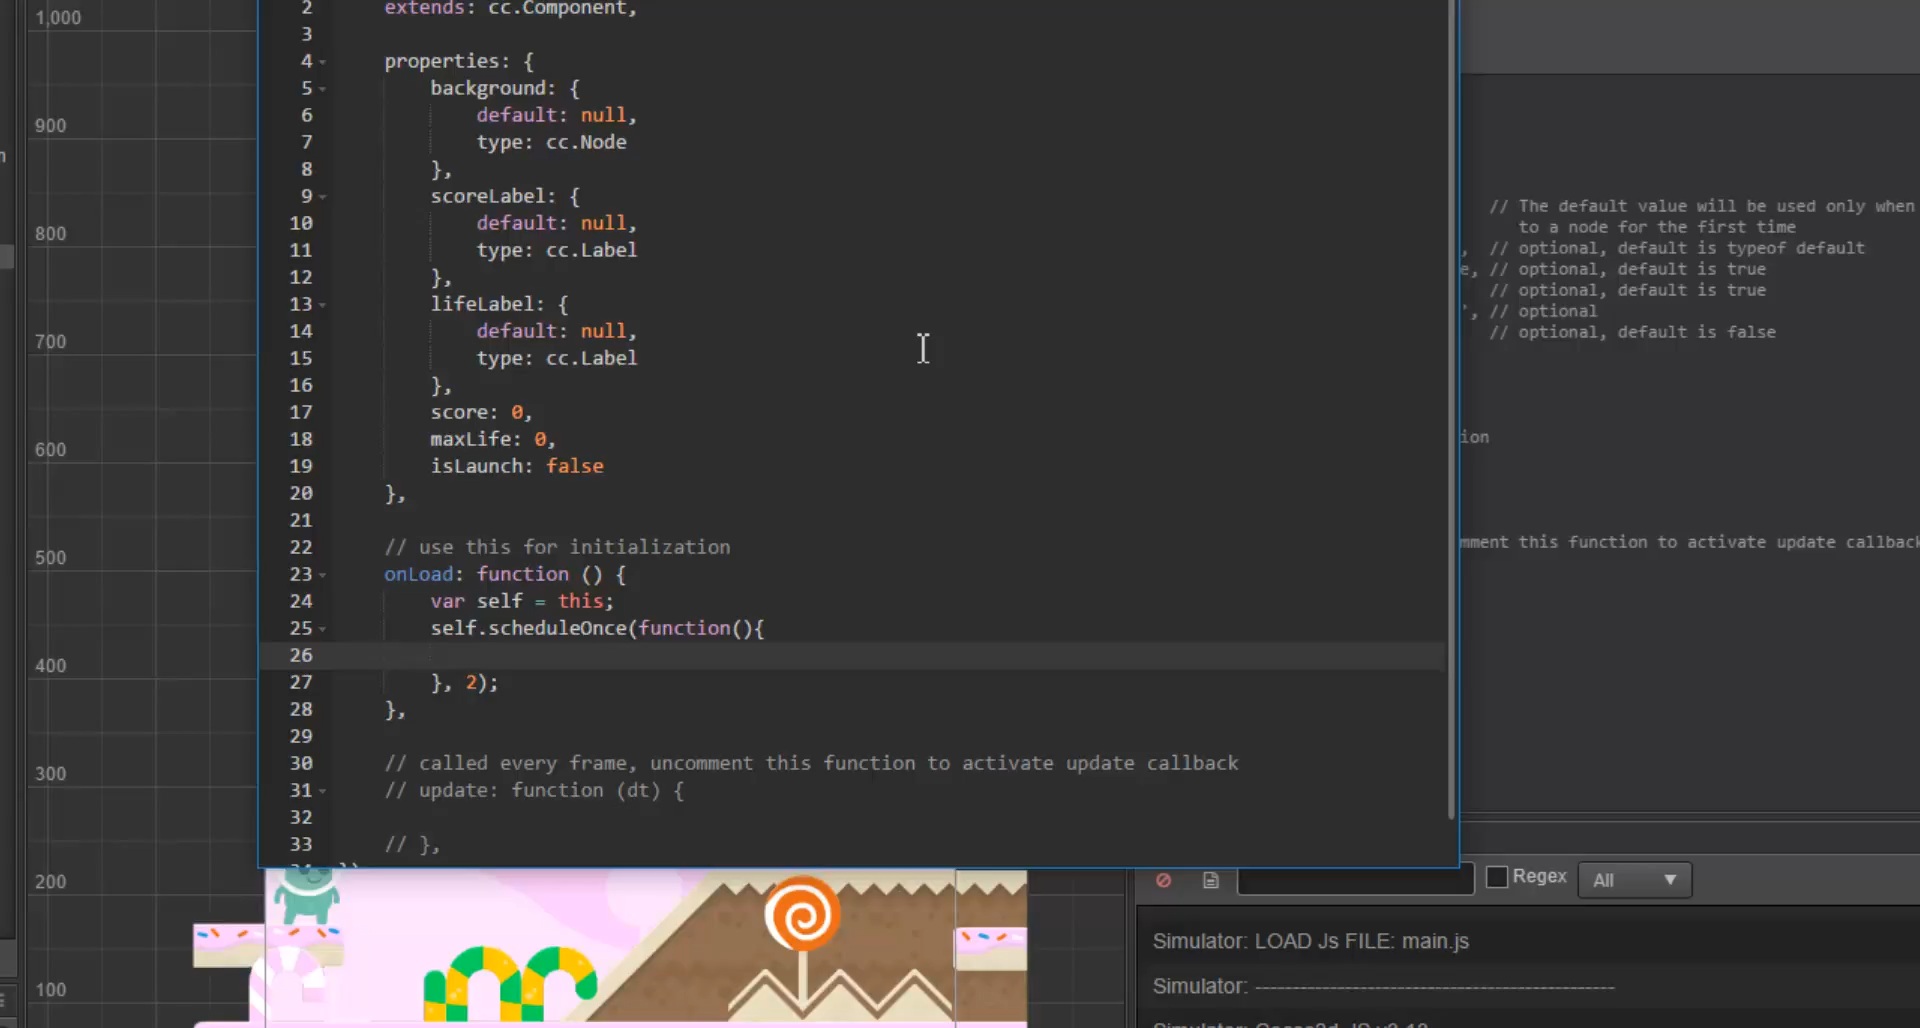 1,000
900
800
700
600
500
400
300
200
100
2 extends: cc.Component,
3
4 properties: {
5 background: {
6 default: null,
7 type: cc.Node
8 },
9 scoreLabel: {
10 default: null,
11 type: cc.Label
12 },
13 lifeLabel: {
14 default: null,
15 type: cc.Label
16 },
17 score: 0,
18 maxLife: 0,
19 isLaunch: false
20 },
21
22 // use this for initialization
23 onLoad: function () {
24 var self = this;
25 self.scheduleOnce(function(){
26
27 }, 2);
28 },
29
30 // called every frame, uncomment this function to activate update callback
31 // update: function (dt) {
32
33 // },
// The default value will be used only when
to a node for the first time
, // optional, default is typeof default
e, // optional, default is true
// optional, default is true
', // optional
// optional, default is false
ion
mment this function to activate update callback
Regex
All
Simulator: LOAD Js FILE: main.js
Simulator: ------------------------------------------------